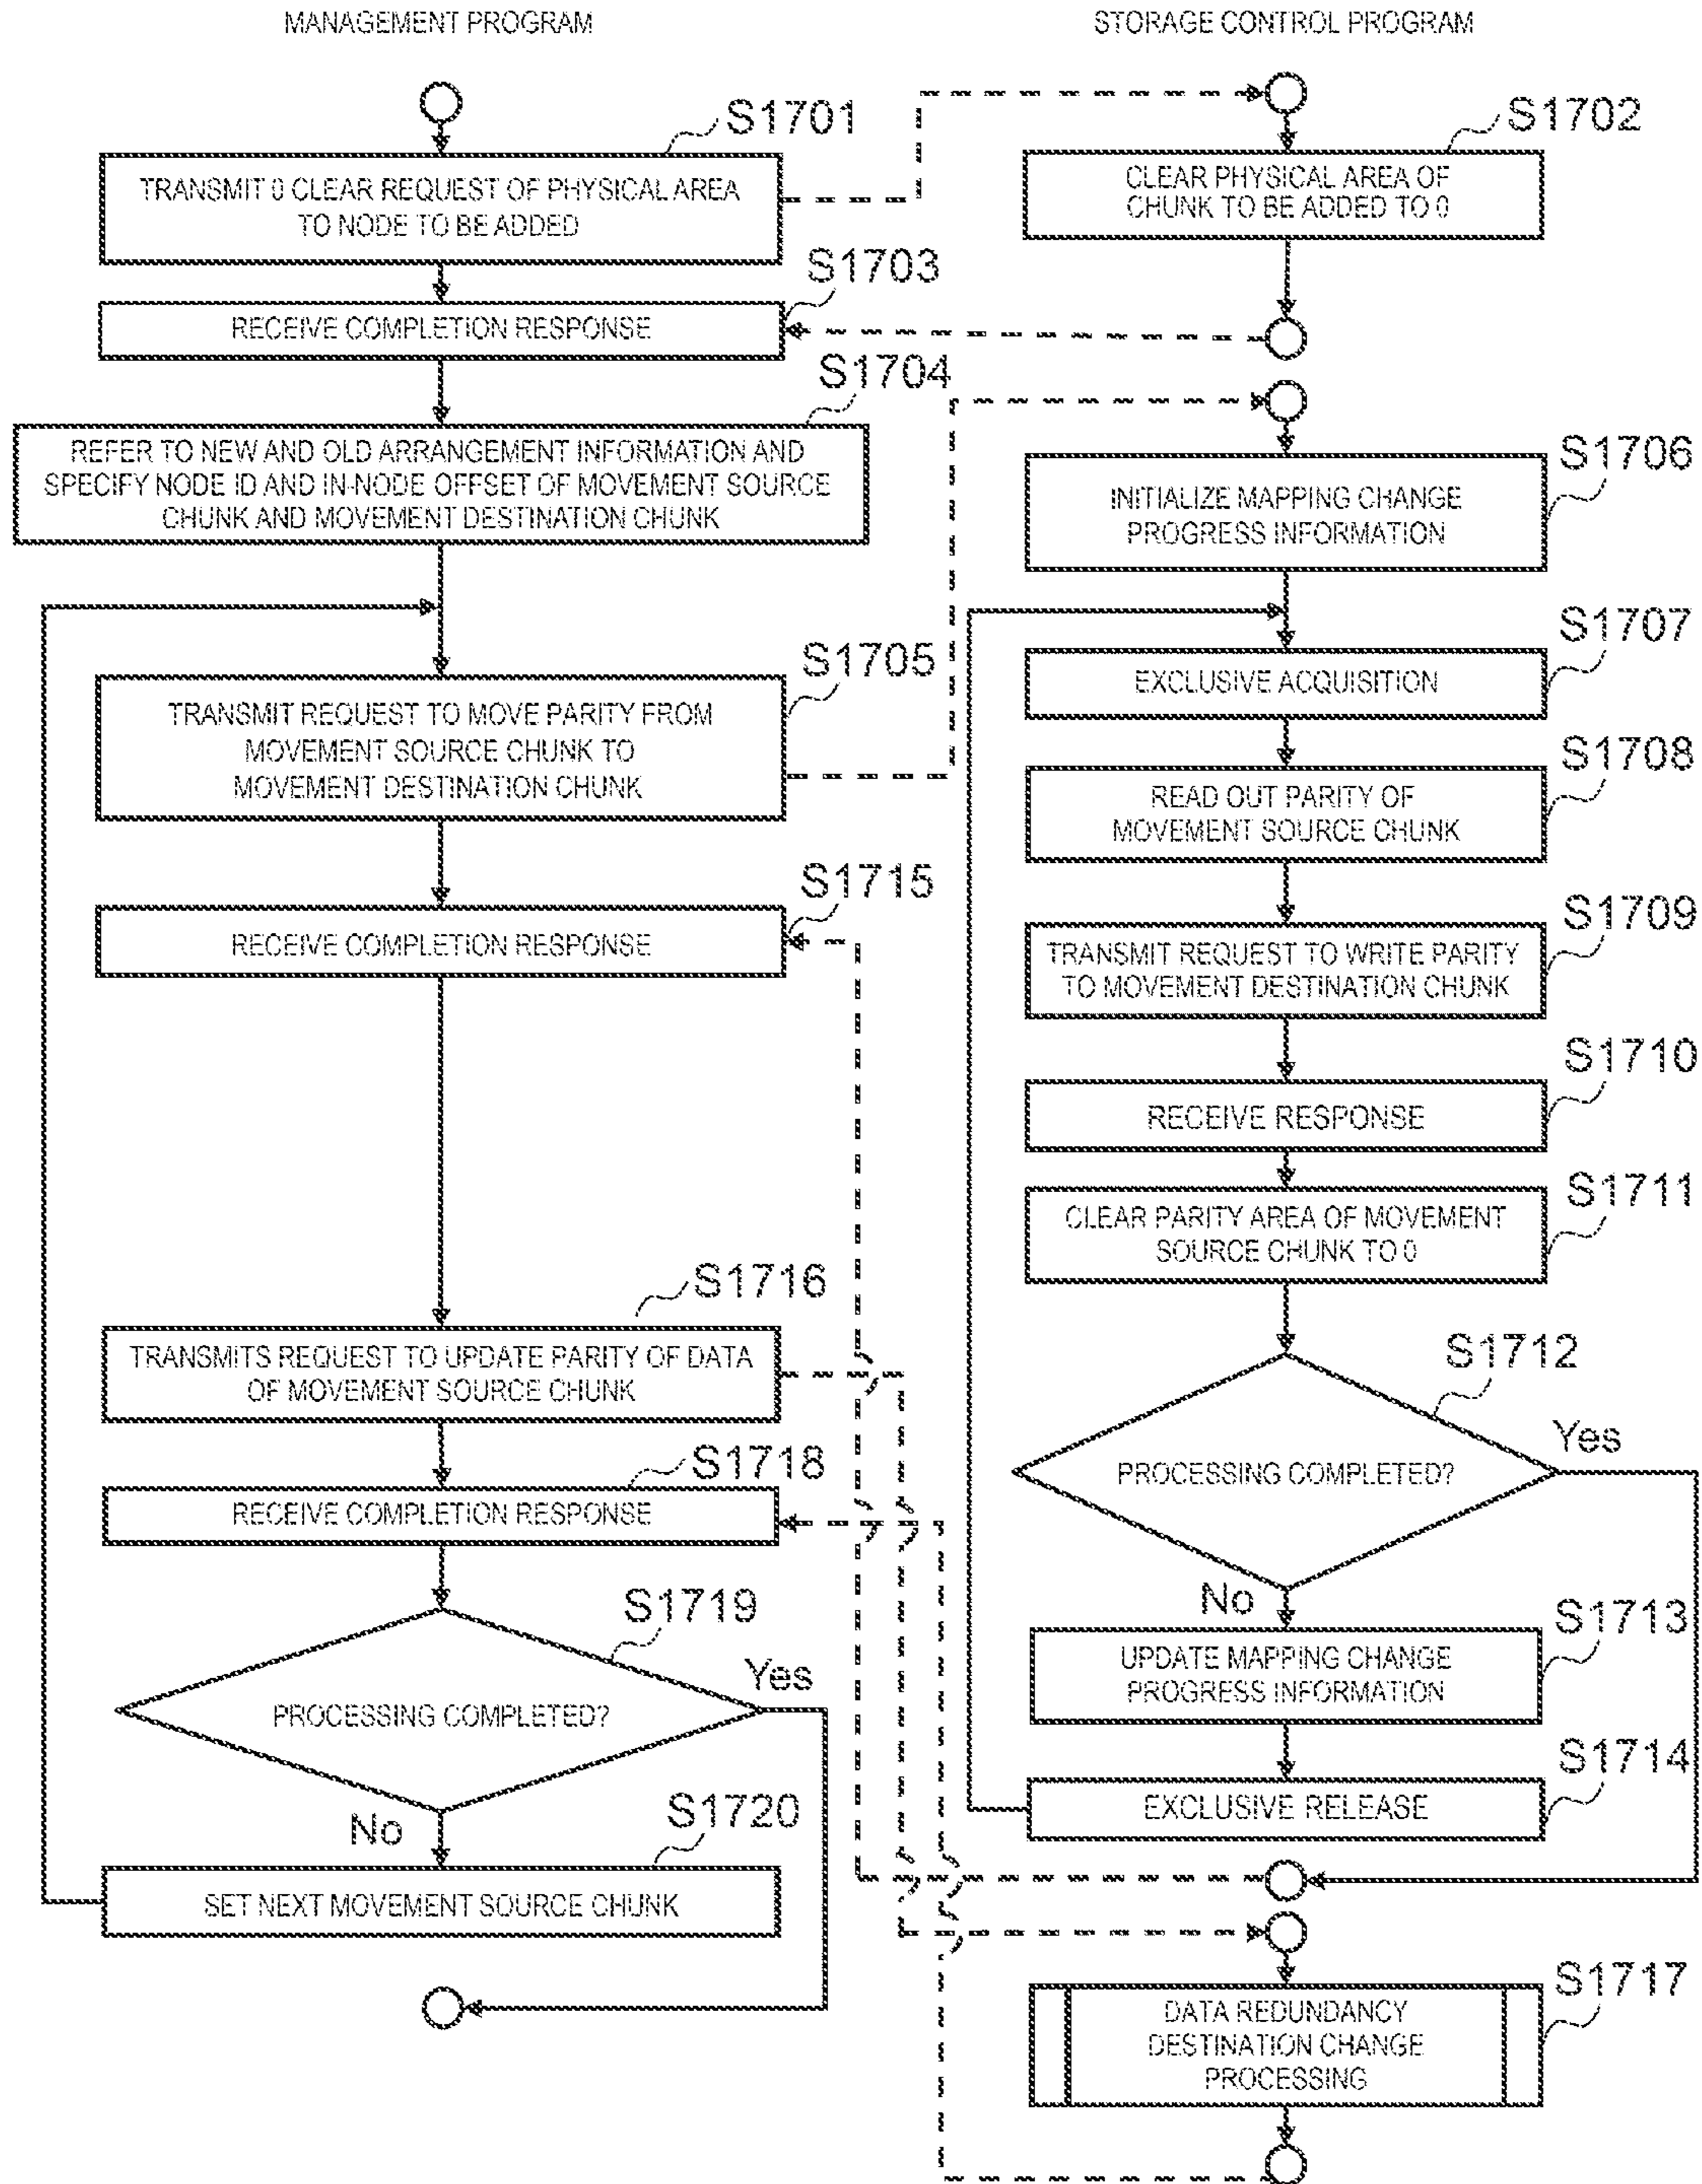 MANAGEMENT PROGRAM
STORAGE CONTROL PROGRAM
S1701
TRANSMIT 0 CLEAR REQUEST OF PHYSICAL AREA
TO NODE TO BE ADDED
S1702
CLEAR PHYSICAL AREA OF
CHUNK TO BE ADDED TO 0
S1703
RECEIVE COMPLETION RESPONSE
S1704
REFER TO NEW AND OLD ARRANGEMENT INFORMATION AND
SPECIFY NODE ID AND IN-NODE OFFSET OF MOVEMENT SOURCE
CHUNK AND MOVEMENT DESTINATION CHUNK
S1705
TRANSMIT REQUEST TO MOVE PARITY FROM
MOVEMENT SOURCE CHUNK TO
MOVEMENT DESTINATION CHUNK
S1706
INITIALIZE MAPPING CHANGE
PROGRESS INFORMATION
S1707
EXCLUSIVE ACQUISITION
S1708
READ OUT PARITY OF
MOVEMENT SOURCE CHUNK
S1709
TRANSMIT REQUEST TO WRITE PARITY
TO MOVEMENT DESTINATION CHUNK
S1710
RECEIVE RESPONSE
S1711
CLEAR PARITY AREA OF MOVEMENT
SOURCE CHUNK TO 0
S1712
PROCESSING COMPLETED?
Yes
No
S1713
UPDATE MAPPING CHANGE
PROGRESS INFORMATION
S1714
EXCLUSIVE RELEASE
S1715
RECEIVE COMPLETION RESPONSE
S1716
TRANSMITS REQUEST TO UPDATE PARITY OF DATA
OF MOVEMENT SOURCE CHUNK
S1717
DATA REDUNDANCY
DESTINATION CHANGE
PROCESSING
S1718
RECEIVE COMPLETION RESPONSE
S1719
PROCESSING COMPLETED?
Yes
No
S1720
SET NEXT MOVEMENT SOURCE CHUNK